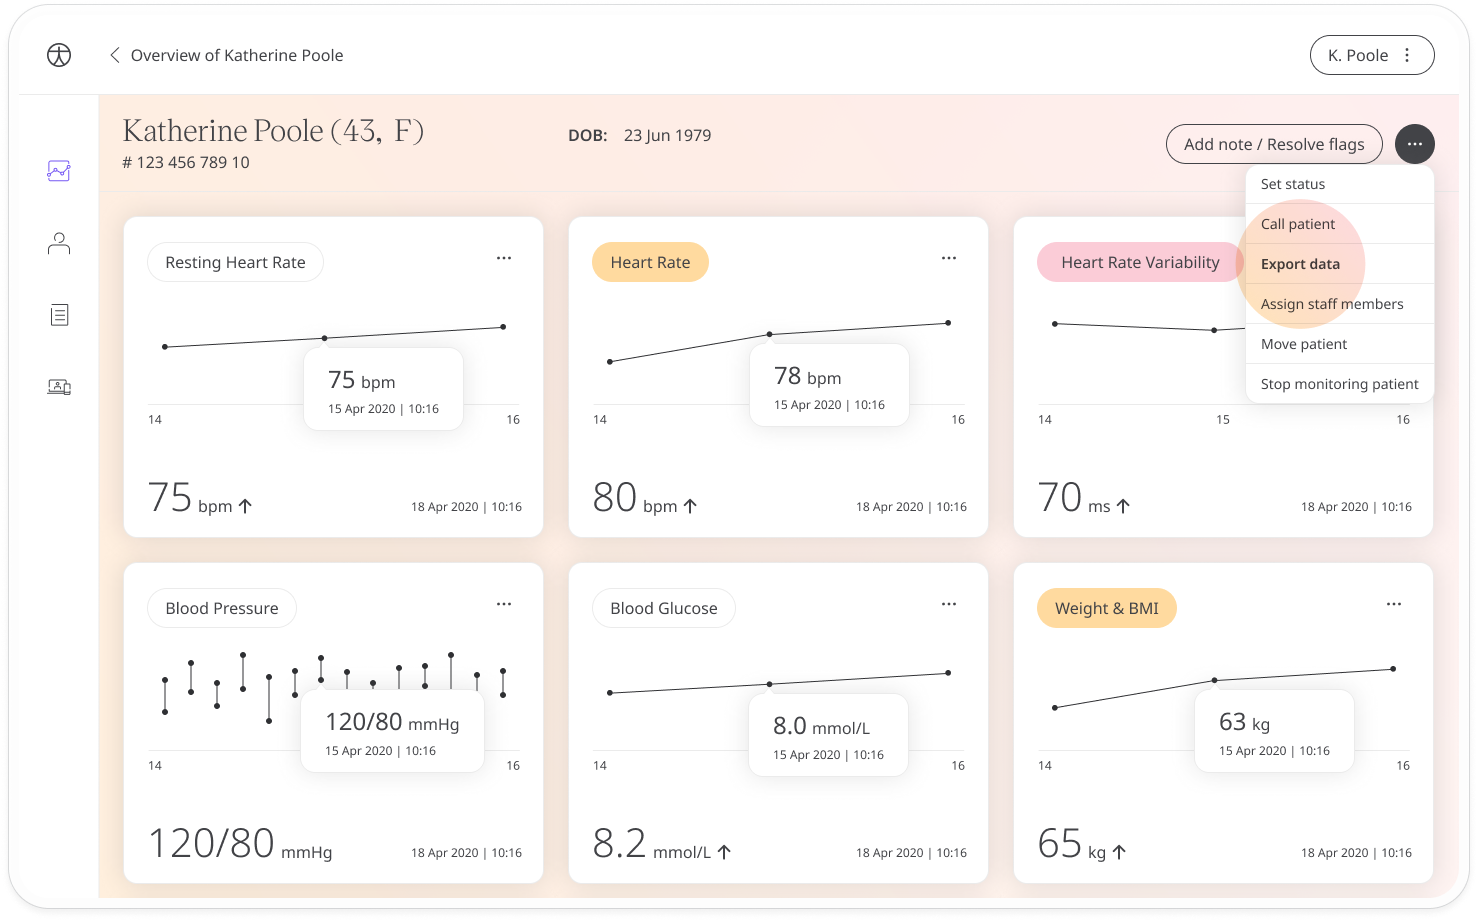 Overview of Katherine Poole
K. Poole
Katherine Poole (43, F)
# 123 456 789 10
DOB: 23 Jun 1979
Add note / Resolve flags
Set status
Call patient
Export data
Assign staff members
Move patient
Stop monitoring patient
Resting Heart Rate
75 bpm
15 Apr 2020 | 10:16
14
16
75 bpm
18 Apr 2020 | 10:16
Heart Rate
78 bpm
15 Apr 2020 | 10:16
14
16
80 bpm
18 Apr 2020 | 10:16
Heart Rate Variability
14
15
16
70 ms
18 Apr 2020 | 10:16
Blood Pressure
120/80 mmHg
15 Apr 2020 | 10:16
14
16
120/80 mmHg
18 Apr 2020 | 10:16
Blood Glucose
8.0 mmol/L
15 Apr 2020 | 10:16
14
16
8.2 mmol/L
18 Apr 2020 | 10:16
Weight & BMI
63 kg
15 Apr 2020 | 10:16
14
16
65 kg
18 Apr 2020 | 10:16